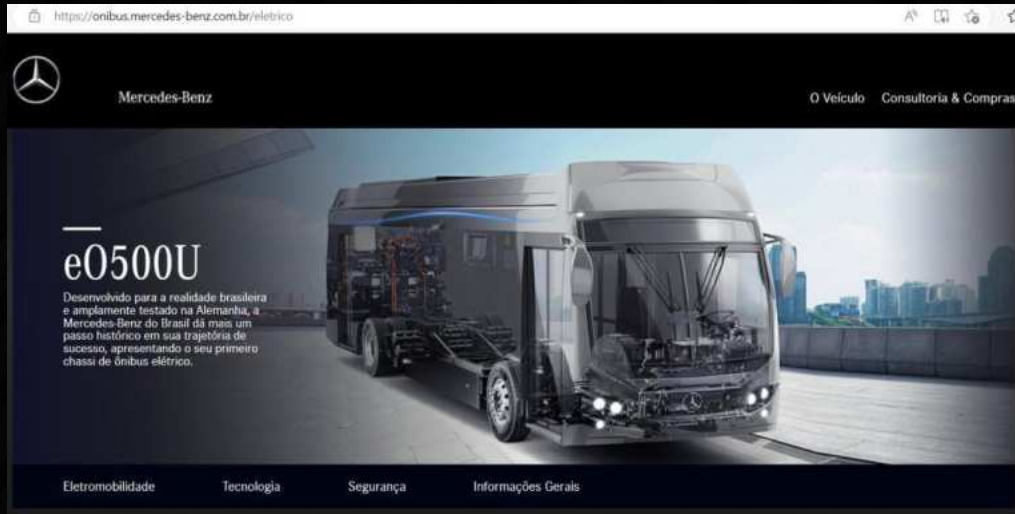 https://onibus.mercedes-benz.com.br/eletrico
Mercedes-Benz
O Veículo Consultoria & Compras
eO500U
Desenvolvido para a realidade brasileira
e amplamente testado na Alemanha, a
Mercedes-Benz do Brasil dá mais um
passo histórico em sua trajetória de
sucesso, apresentando o seu primeiro
chassi de ônibus elétrico.
Eletromobilidade Tecnologia Segurança Informações Gerais